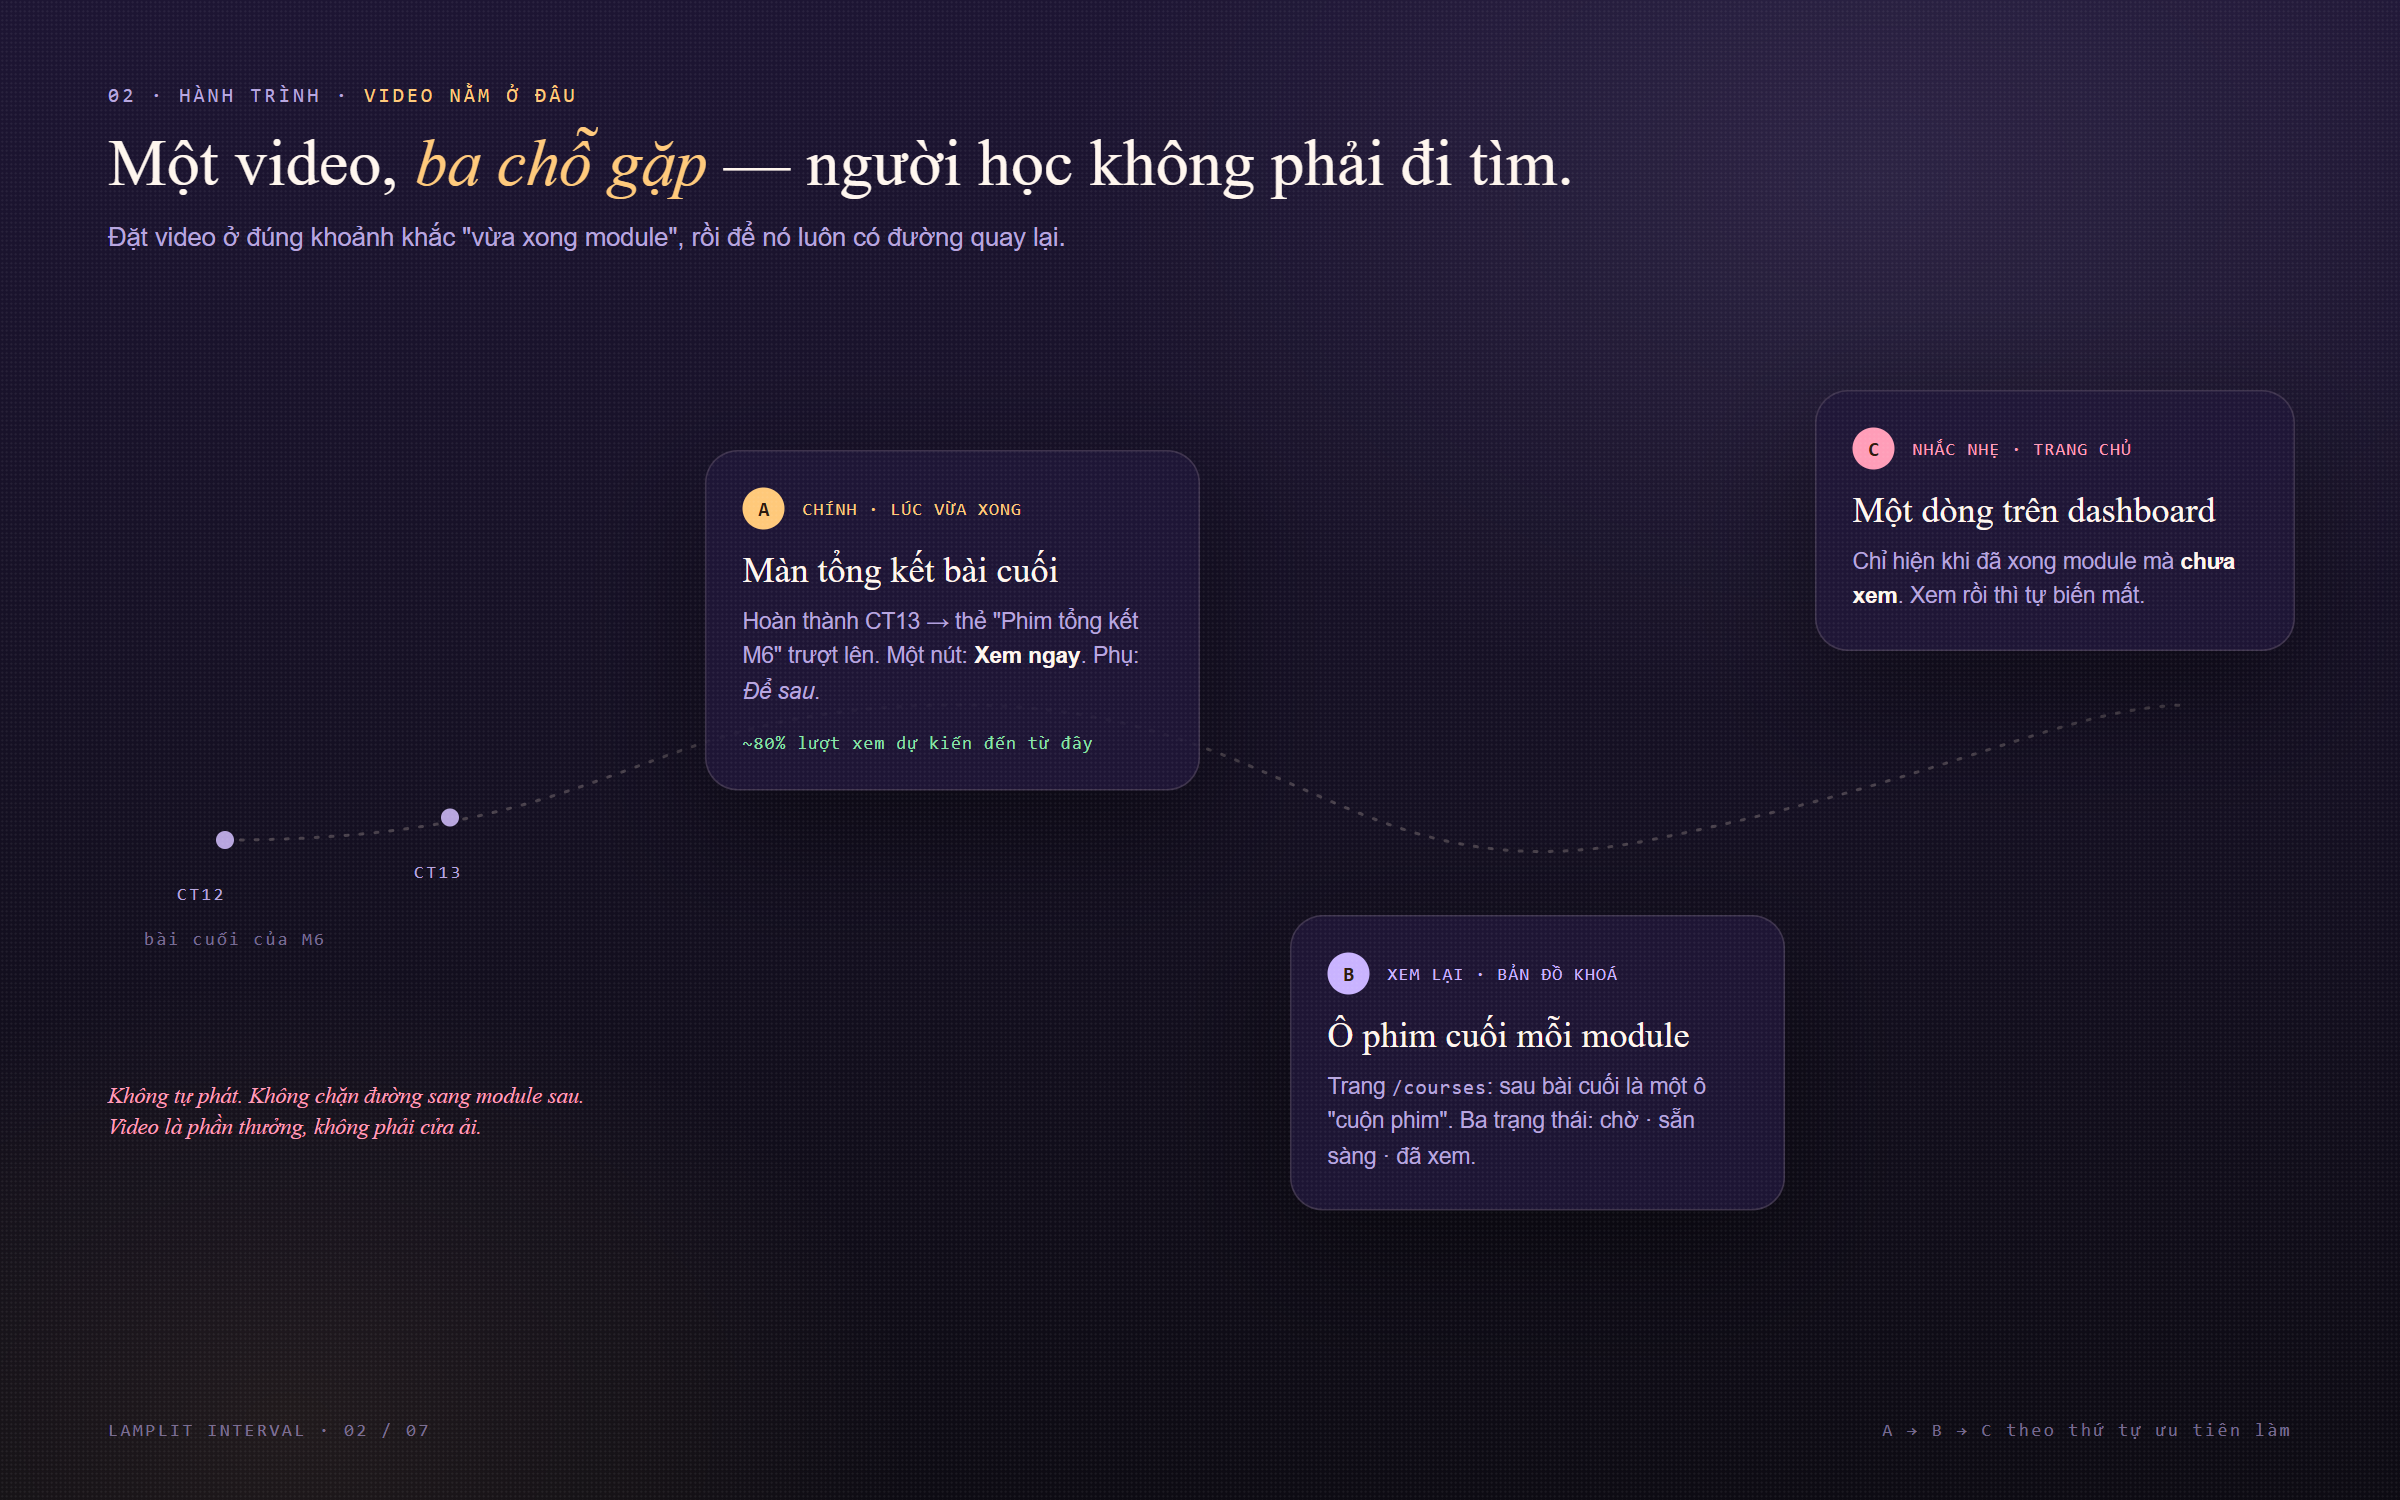 02 · HÀNH TRÌNH · VIDEO NẰM Ở ĐÂU
Một video, ba chỗ gặp — người học không phải đi tìm.
Đặt video ở đúng khoảnh khắc "vừa xong module", rồi để nó luôn có đường quay lại.
C NHẮC NHẸ · TRANG CHỦ
Một dòng trên dashboard
Chỉ hiện khi đã xong module mà chưa
xem. Xem rồi thì tự biến mất.
A CHÍNH · LÚC VỪA XONG
Màn tổng kết bài cuối
Hoàn thành CT13 → thẻ "Phim tổng kết
M6" trượt lên. Một nút: Xem ngay. Phụ:
Để sau.
~80% lượt xem dự kiến đến từ đây
CT13
CT12
bài cuối của M6
B XEM LẠI · BẢN ĐỒ KHOÁ
Ô phim cuối mỗi module
Trang /courses: sau bài cuối là một ô
"cuộn phim". Ba trạng thái: chờ · sẵn
sàng · đã xem.
Không tự phát. Không chặn đường sang module sau.
Video là phần thưởng, không phải cửa ải.
LAMPLIT INTERVAL · 02 / 07
A → B → C theo thứ tự ưu tiên làm